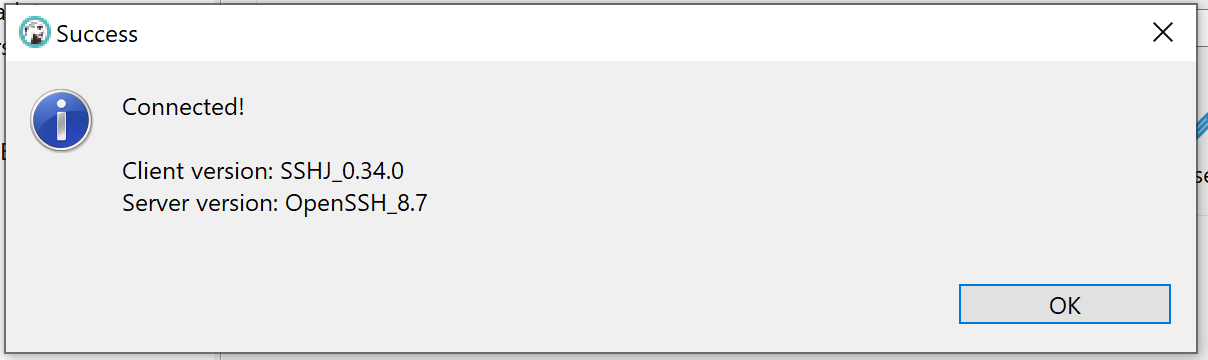 Success
Connected!
Client version: SSHJ_0.34.0
Server version: OpenSSH_8.7
OK